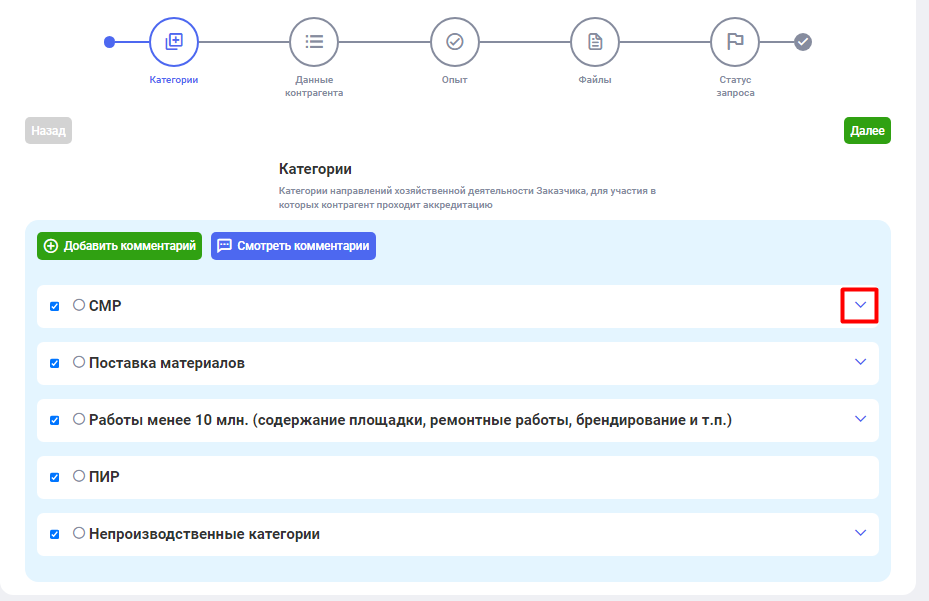 Категории
Данные
контрагента
Опыт
Файлы
Статус
запроса
Назад
Далее
Категории
Категории направлений хозяйственной деятельности Заказчика, для участия в
которых контрагент проходит аккредитацию
Добавить комментарий
Смотреть комментарии
СМР
Поставка материалов
Работы менее 10 млн. (содержание площадки, ремонтные работы, брендирование и т.п.)
ПИР
Непроизводственные категории